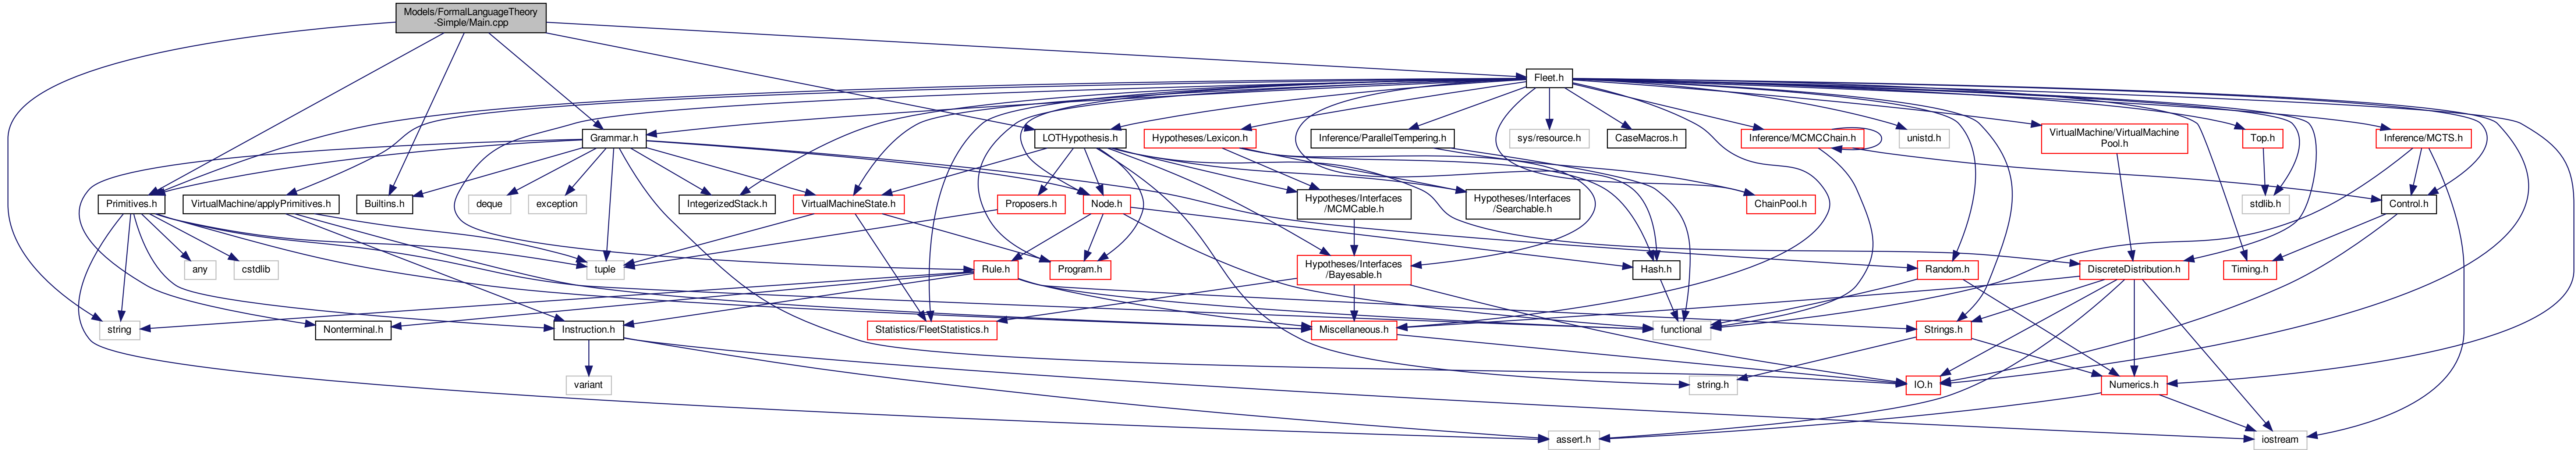 Models/FormalLanguageTheory
-Simple/Main.cpp
Fleet.h
Grammar.h
LOTHypothesis.h
Hypotheses/Lexicon.h
Inference/ParallelTempering.h
sys/resource.h
CaseMacros.h
Inference/MCMCChain.h
unistd.h
VirtualMachine/VirtualMachine
Pool.h
Top.h
Inference/MCTS.h
Primitives.h
VirtualMachine/applyPrimitives.h
Builtins.h
deque
exception
IntegerizedStack.h
VirtualMachineState.h
Proposers.h
Node.h
Hypotheses/Interfaces
/MCMCable.h
Hypotheses/Interfaces
/Searchable.h
ChainPool.h
stdlib.h
Control.h
any
cstdlib
tuple
Rule.h
Program.h
Hypotheses/Interfaces
/Bayesable.h
Hash.h
Random.h
DiscreteDistribution.h
Timing.h
string
Nonterminal.h
Instruction.h
Statistics/FleetStatistics.h
Miscellaneous.h
functional
Strings.h
variant
string.h
IO.h
Numerics.h
assert.h
iostream